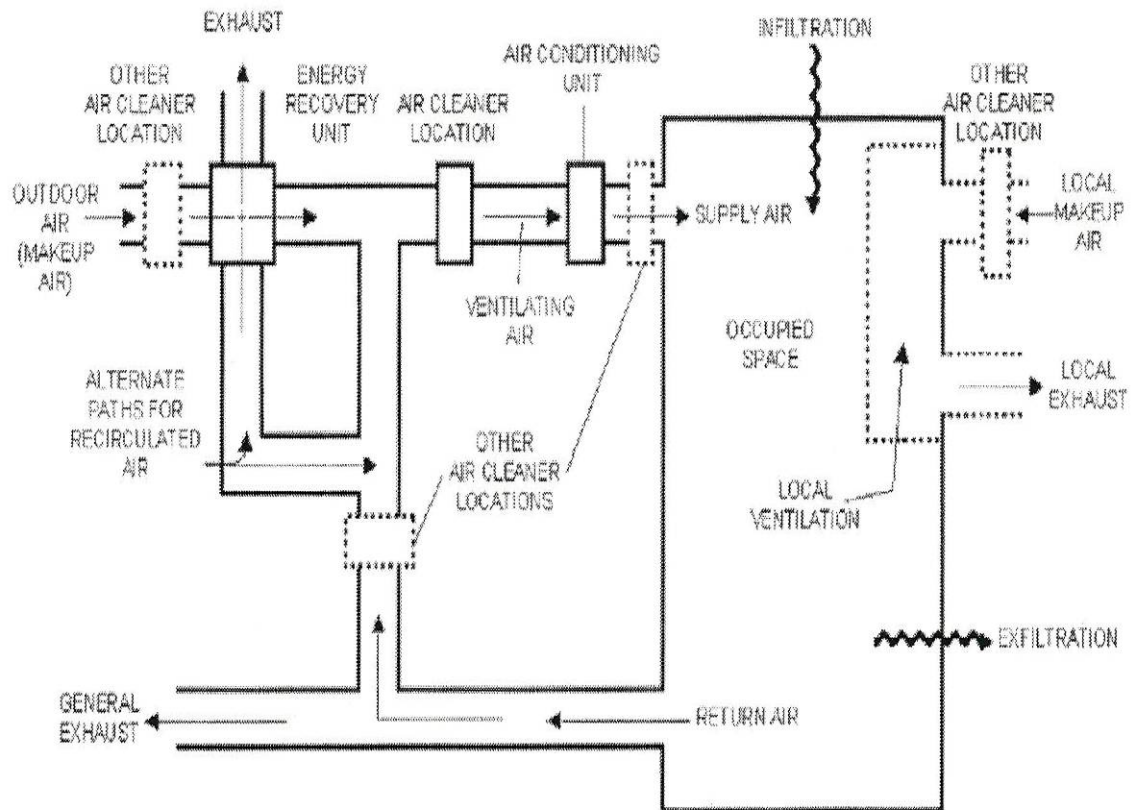 EXHAUST
INFILTRATION
OTHER
AIR CLEANER
LOCATION
ENERGY
RECOVERY
UNIT
AIR CLEANER
LOCATION
AIR CONDITIONING
UNIT
OTHER
AIR CLEANER
LOCATION
OUTDOOR
AIR
(MAKEUP
AIR)
SUPPLY AIR
LOCAL
MAKEUP
AIR
VENTILATING
AIR
OCCUPIED
SPACE
ALTERNATE
PATHS FOR
RECIRCULATED
AIR
LOCAL
EXHAUST
OTHER
AIR CLEANER
LOCATIONS
LOCAL
VENTILATION
EXFILTRATION
GENERAL
EXHAUST
RETURN AIR